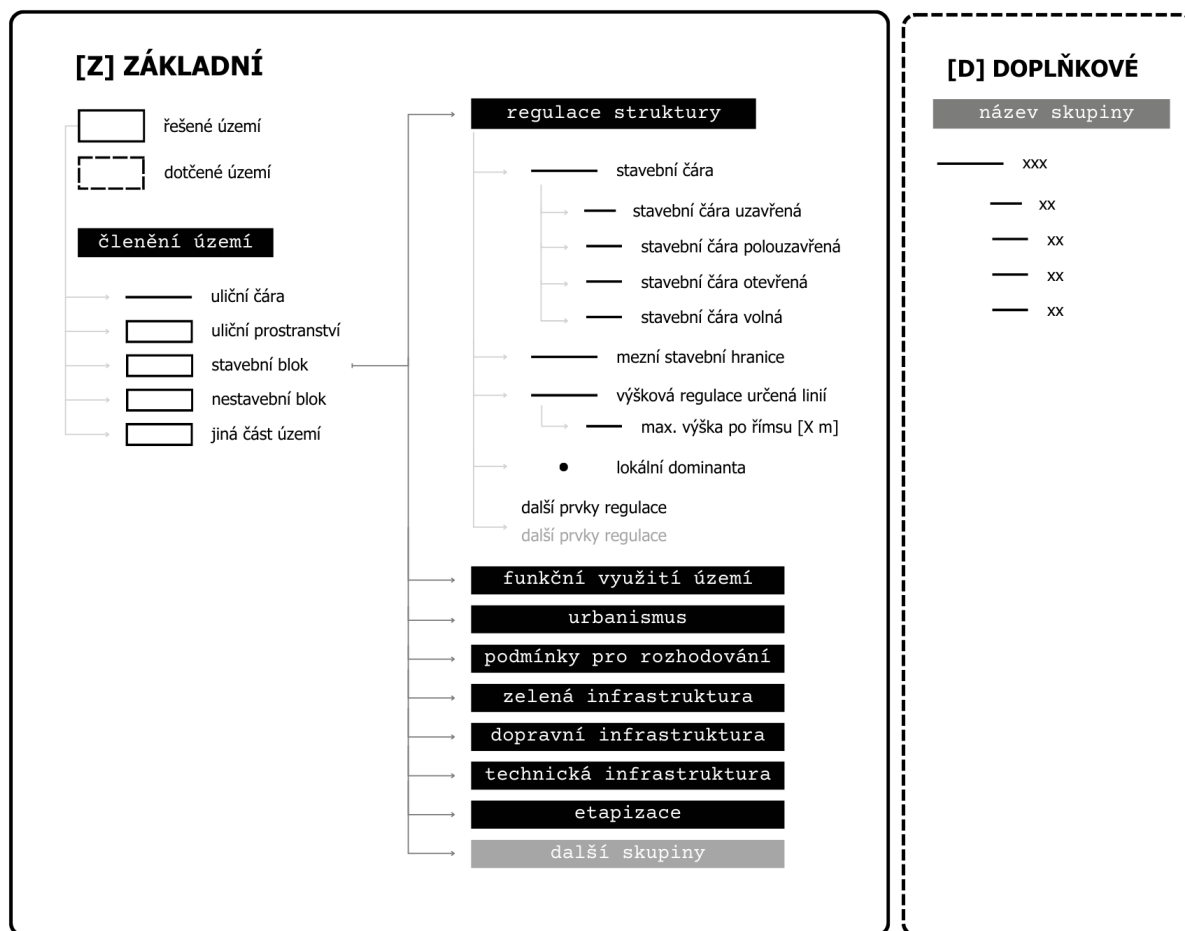 [Z] ZÁKLADNÍ
řešené území
dotčené území
členění území
uliční čára
uliční prostranství
stavební blok
nestavební blok
jiná část území
regulace struktury
stavební čára
stavební čára uzavřená
stavební čára polouzavřená
stavební čára otevřená
stavební čára volná
mezní stavební hranice
výšková regulace určená linií
max. výška po římsu [X m]
lokální dominanta
další prvky regulace
další prvky regulace
funkční využití území
urbanismus
podmínky pro rozhodování
zelená infrastruktura
dopravní infrastruktura
technická infrastruktura
etapizace
další skupiny
[D] DOPLŇKOVÉ
název skupiny
xxx
xx
xx
xx
xx